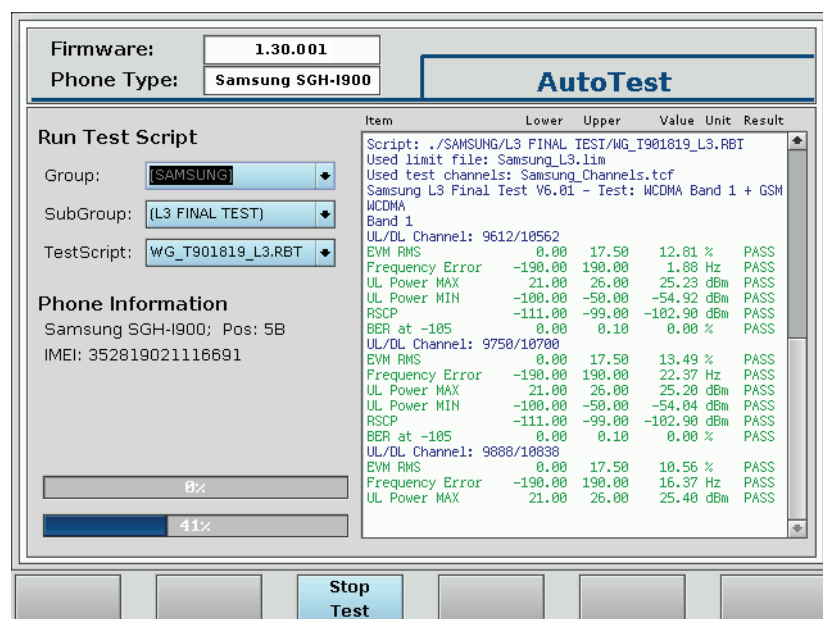 Firmware: 1.30.001
Phone Type: Samsung SGH-I900
AutoTest
Run Test Script
Group: [SAMSUNG]
SubGroup: (L3 FINAL TEST)
TestScript: WG_T901819_L3.RBT
Phone Information
Samsung SGH-I900; Pos: 5B
IMEI: 352819021116691
0%
41%
Item Lower Upper Value Unit Result
Script: ./SAMSUNG/L3 FINAL TEST/WG_T901819_L3.RBT
Used limit file: Samsung_L3.lim
Used test channels: Samsung_Channels.tcf
Samsung L3 Final Test V6.01 - Test: WCDMA Band 1 + GSM
WCDMA
Band 1
UL/DL Channel: 9612/10562
EVM RMS 0.00 17.50 12.81 % PASS
Frequency Error -190.00 190.00 1.88 Hz PASS
UL Power MAX 21.00 26.00 25.23 dBm PASS
UL Power MIN -100.00 -50.00 -54.92 dBm PASS
RSCP -111.00 -99.00 -102.90 dBm PASS
BER at -105 0.00 0.10 0.00 % PASS
UL/DL Channel: 9750/10700
EVM RMS 0.00 17.50 13.49 % PASS
Frequency Error -190.00 190.00 22.37 Hz PASS
UL Power MAX 21.00 26.00 25.20 dBm PASS
UL Power MIN -100.00 -50.00 -54.04 dBm PASS
RSCP -111.00 -99.00 -102.90 dBm PASS
BER at -105 0.00 0.10 0.00 % PASS
UL/DL Channel: 9888/10838
EVM RMS 0.00 17.50 10.56 % PASS
Frequency Error -190.00 190.00 16.37 Hz PASS
UL Power MAX 21.00 26.00 25.40 dBm PASS
Stop
Test